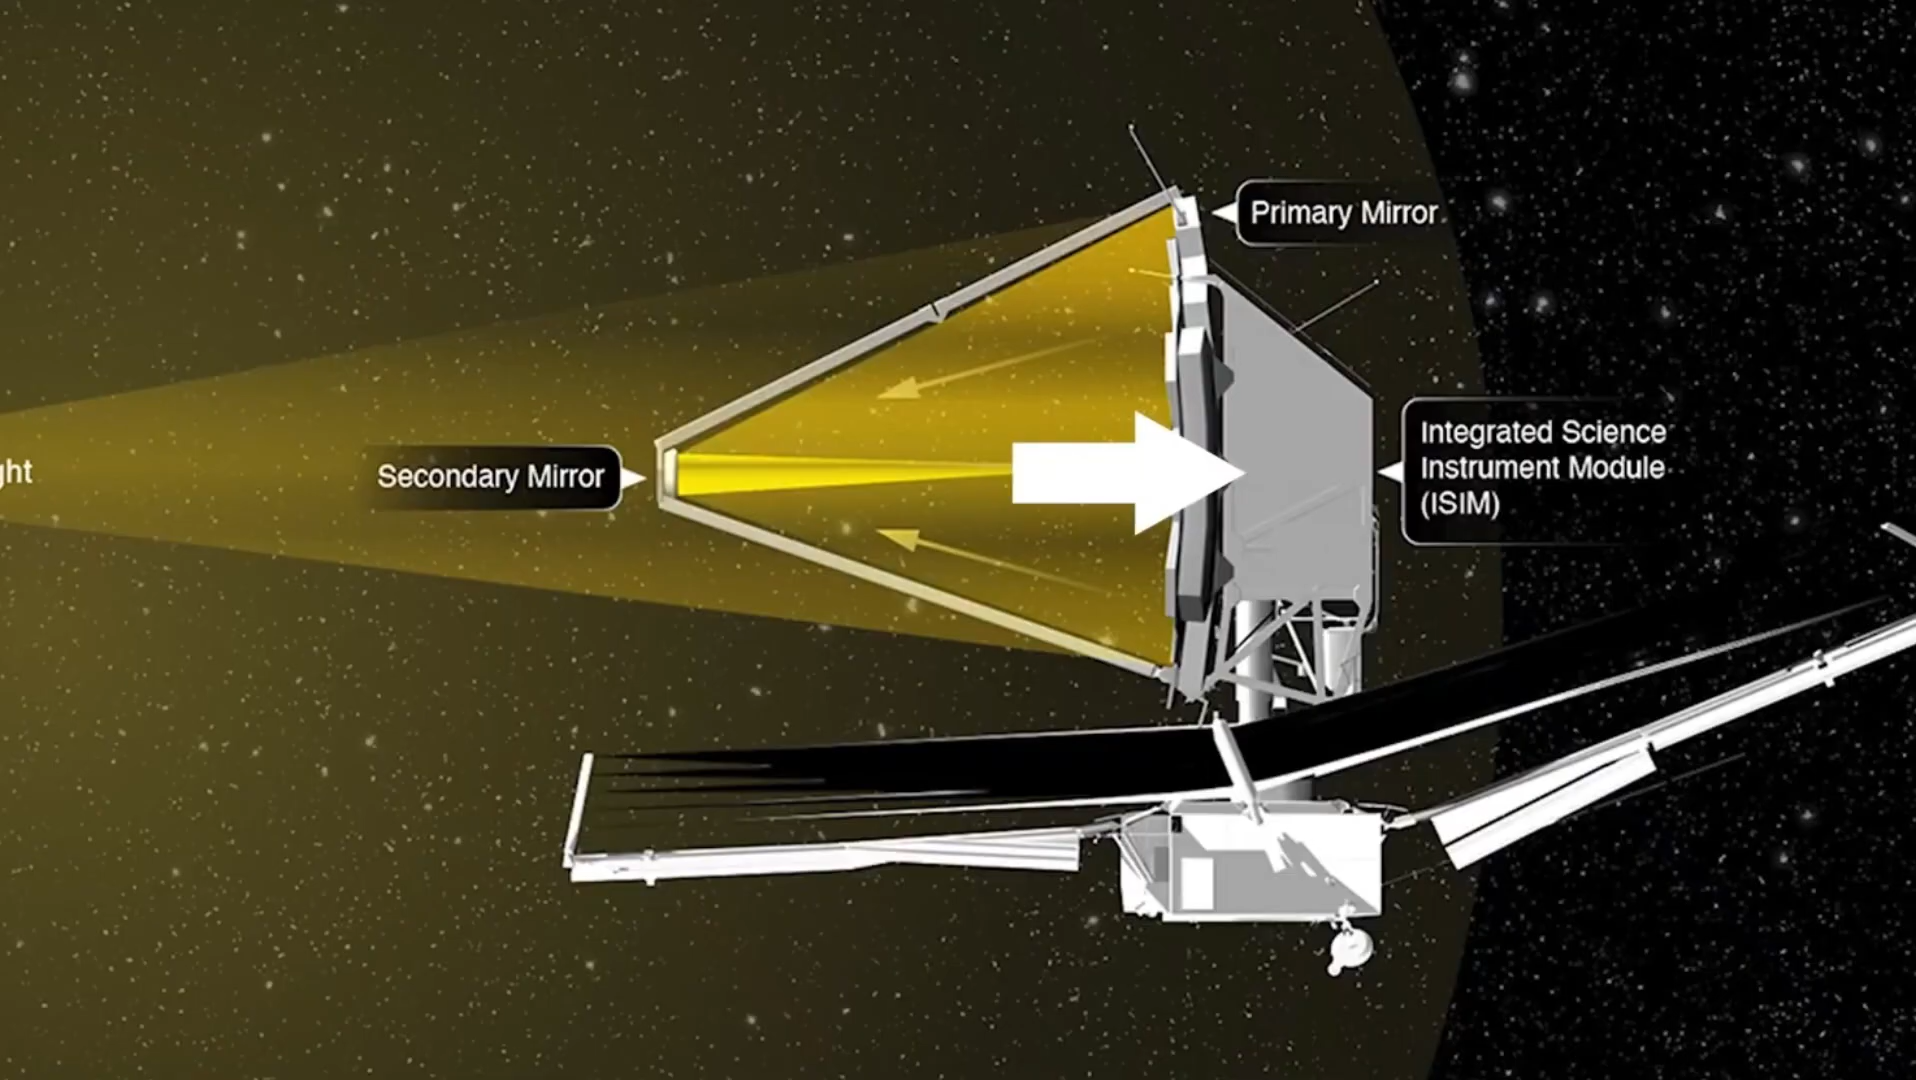 Primary Mirror
ght
Secondary Mirror
Integrated Science
Instrument Module
(ISIM)